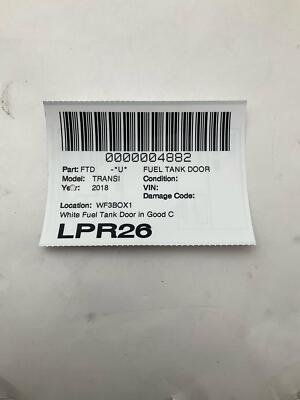 0000004882
Part: FTD -*U* FUEL TANK DOOR
Model: TRANSI Condition:
Year: 2018 VIN:
Damage Code:
Location: WF3BOX1
White Fuel Tank Door in Good C
LPR26